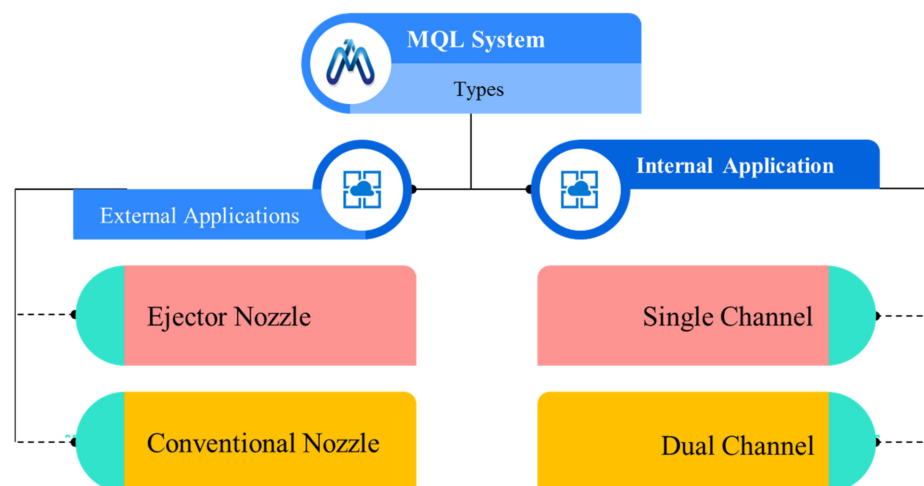 MQL System
Types
External Applications
Internal Application
Ejector Nozzle
Single Channel
Conventional Nozzle
Dual Channel